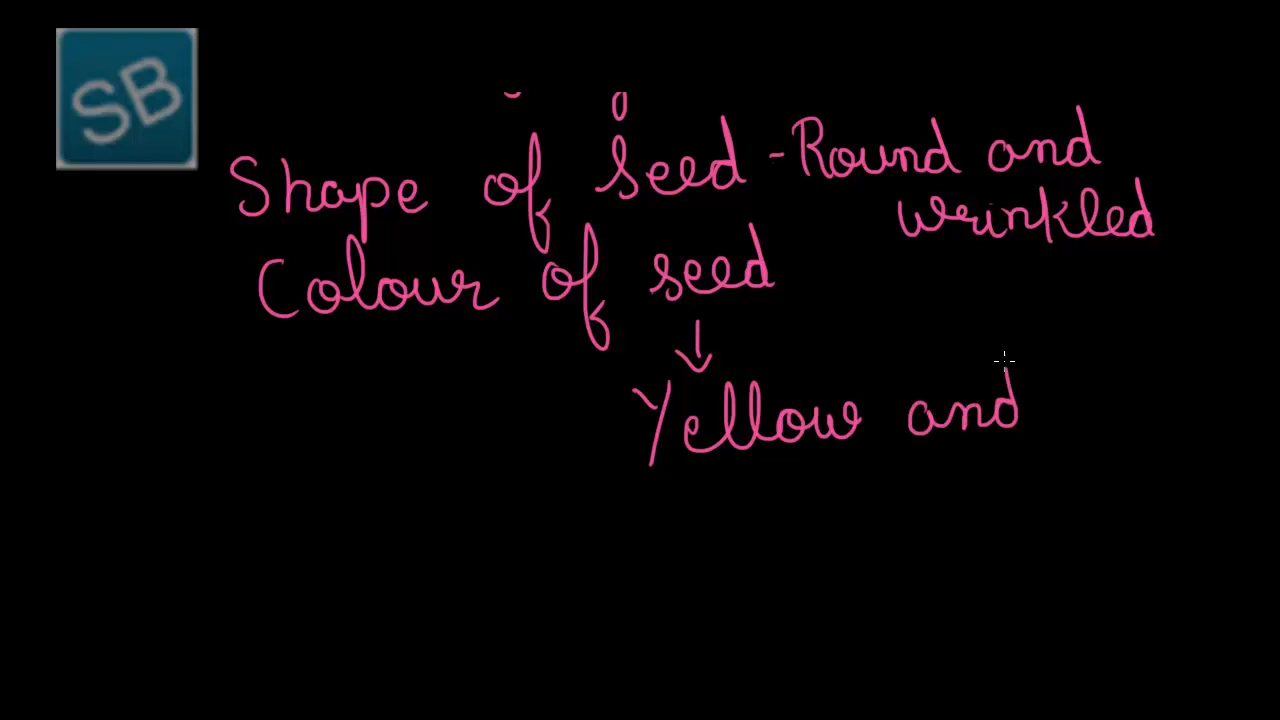 SB
Shape of seed - Round and
wrinkled
Colour of seed
↓
Yellow and